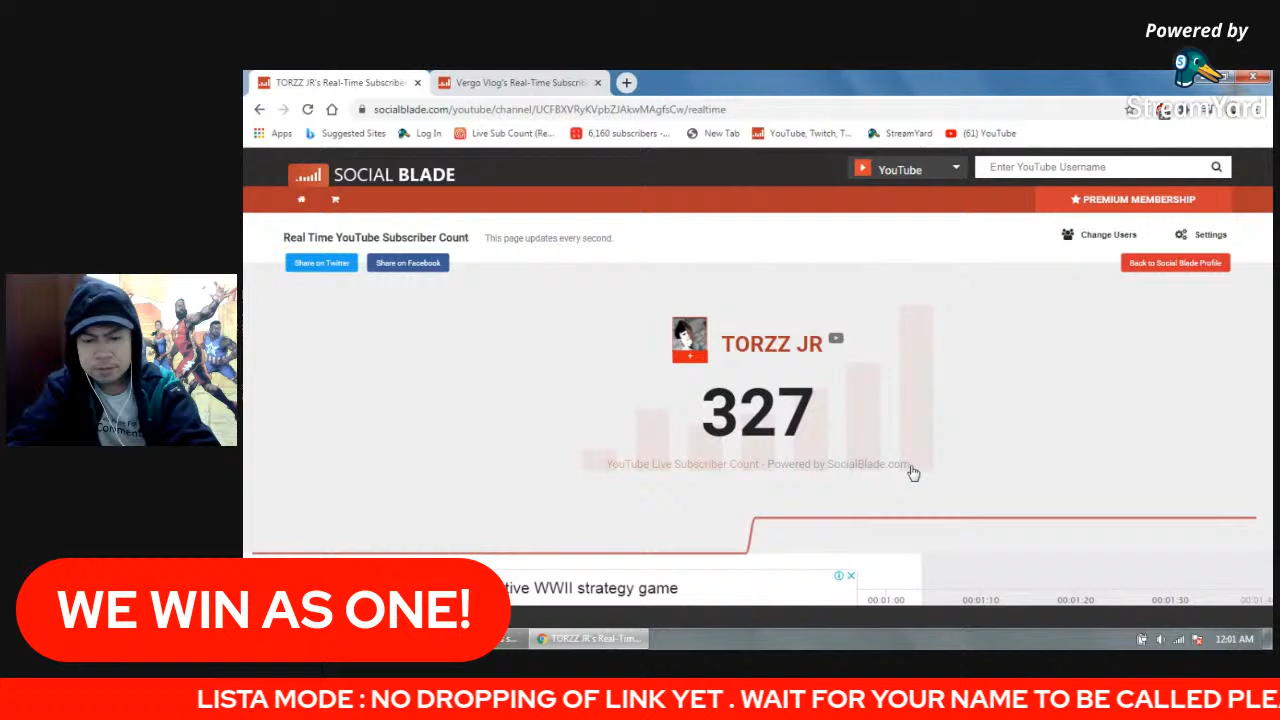 Powered by
StreamYard
TORZZ JR's Real-Time Subscribe
Vergo Vlog's Real-Time Subscrib
socialblade.com/youtube/channel/UCFBXVRyKVpbZJAkwMAgfsCw/realtime
Apps
Suggested Sites
Log In
Live Sub Count (Re...
6,160 subscribers -...
New Tab
YouTube, Twitch, T...
StreamYard
(61) YouTube
SOCIAL BLADE
YouTube
Enter YouTube Username
PREMIUM MEMBERSHIP
Real Time YouTube Subscriber Count
This page updates every second.
Change Users
Settings
Share on Twitter
Share on Facebook
Back to Social Blade Profile
TORZZ JR
327
YouTube Live Subscriber Count - Powered by SocialBlade.com
Comment
tive WWII strategy game
00:01:00
00:01:10
00:01:20
00:01:30
WE WIN AS ONE!
TORZZ JR's Real-Tim...
12:01 AM
LISTA MODE : NO DROPPING OF LINK YET . WAIT FOR YOUR NAME TO BE CALLED PLE